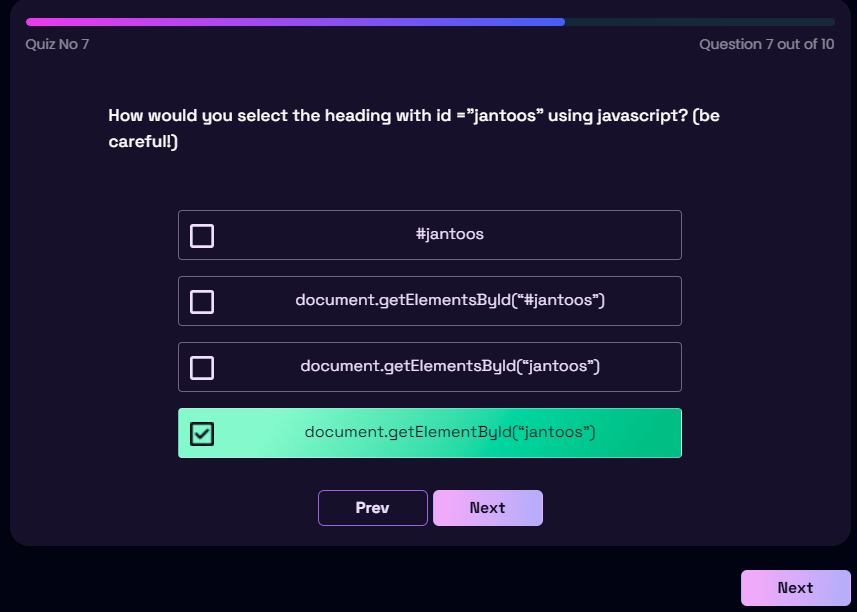 Quiz No 7
Question 7 out of 10
How would you select the heading with id =”jantoos” using javascript? (be
careful!)
#jantoos
document.getElementsById(“#jantoos”)
document.getElementsById(“jantoos”)
document.getElementById(“jantoos”)
Prev
Next
Next